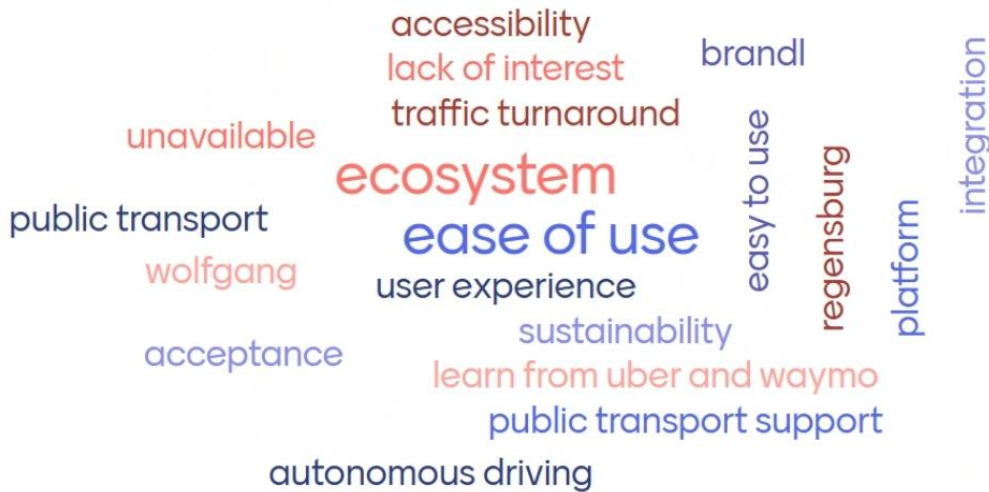 accessibility
lack of interest
brandl
traffic turnaround
unavailable
ecosystem
public transport
ease of use
wolfgang
user experience
easy to use
regensburg
platform
integration
sustainability
acceptance
learn from uber and waymo
public transport support
autonomous driving